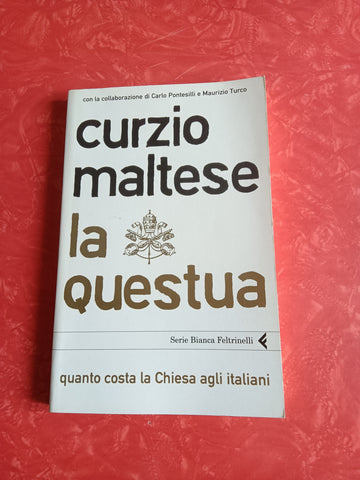 con la collaborazione di Carlo Pontesilli e Maurizio Turco
curzio
maltese
la
questua
Serie Bianca Feltrinelli
quanto costa la Chiesa agli italiani